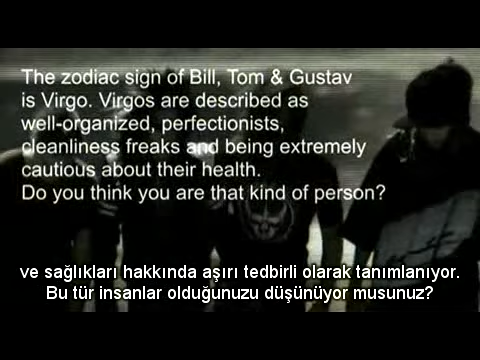 The zodiac sign of Bill, Tom & Gustav
is Virgo. Virgos are described as
well-organized, perfectionists,
cleanliness freaks and being extremely
cautious about their health.
Do you think you are that kind of person?
ve sağlıkları hakkında aşırı tedbirli olarak tanımlanıyor.
Bu tür insanlar olduğunuzu düşünüyor musunuz?